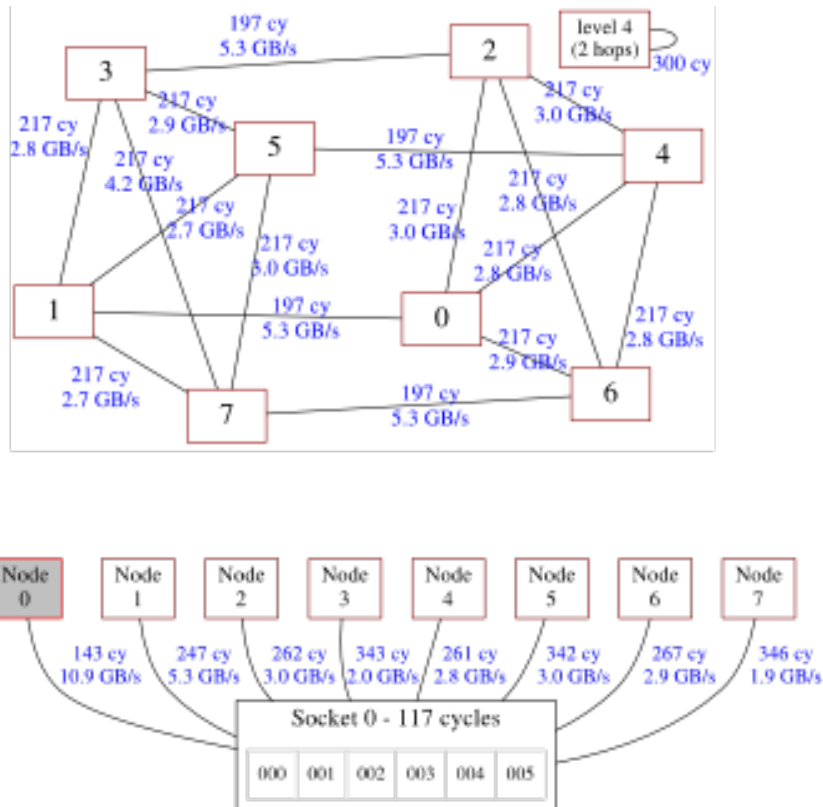 197 cy
5.3 GB/s
3
2
level 4
(2 hops)
300 cy
217 cy
2.9 GB/s
217 cy
3.0 GB/s
217 cy
2.8 GB/s
5
4
197 cy
5.3 GB/s
217 cy
4.2 GB/s
217 cy
2.7 GB/s
217 cy
2.8 GB/s
217 cy
3.0 GB/s
217 cy
3.0 GB/s
217 cy
2.8 GB/s
1
0
197 cy
5.3 GB/s
217 cy
2.8 GB/s
217 cy
2.9 GB/s
217 cy
2.7 GB/s
7
6
197 cy
5.3 GB/s
Node
0
Node
1
Node
2
Node
3
Node
4
Node
5
Node
6
Node
7
143 cy
10.9 GB/s
247 cy
5.3 GB/s
262 cy
3.0 GB/s
343 cy
2.0 GB/s
261 cy
2.8 GB/s
342 cy
3.0 GB/s
267 cy
2.9 GB/s
346 cy
1.9 GB/s
Socket 0 - 117 cycles
000 001 002 003 004 005